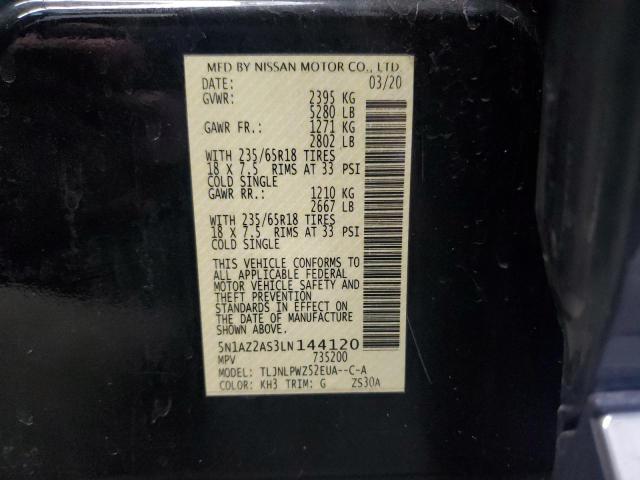 MFD BY NISSAN MOTOR CO., LTD
DATE: 03/20
GVWR: 2395 KG
5280 LB
GAWR FR.: 1271 KG
2802 LB
WITH 235/65R18 TIRES
18 X 7.5 RIMS AT 33 PSI
COLD SINGLE
GAWR RR.: 1210 KG
2667 LB
WITH 235/65R18 TIRES
18 X 7.5 RIMS AT 33 PSI
COLD SINGLE
THIS VEHICLE CONFORMS TO
ALL APPLICABLE FEDERAL
MOTOR VEHICLE SAFETY AND
THEFT PREVENTION
STANDARDS IN EFFECT ON
THE DATE OF MANUFACTURE
SHOWN ABOVE.
5N1AZ2AS3LN144120
MPV 735200
MODEL: TLJNLPWZ52EUA--C-A
COLOR: KH3 TRIM: G ZS30A